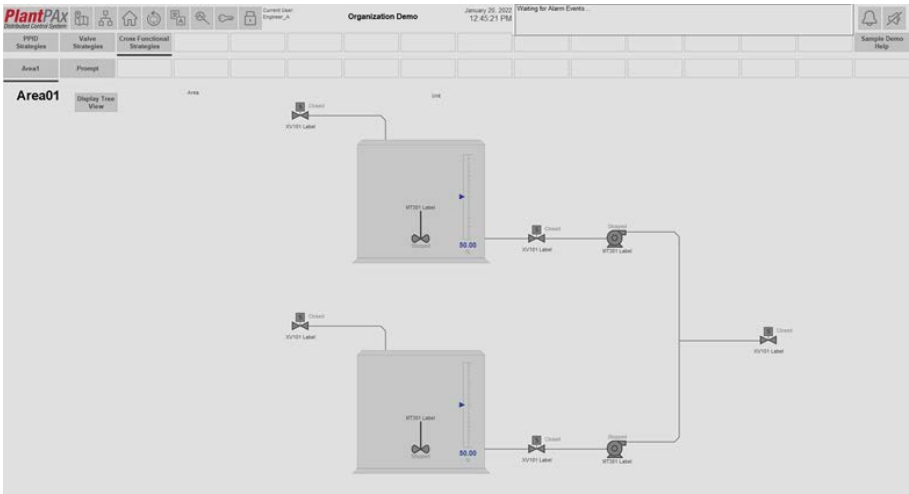 PlantPAx
Distributed Control System
Current User
Engineer_A
Organization Demo
January 20, 2022
12:45:21 PM
Waiting for Alarm Events...
PPID
Strategies
Valve
Strategies
Cross Functional
Strategies
Sample Demo
Help
Area1
Prompt
Area01
Display Tree
View
Area
Unit
S
Closed
XV101 Label
MT301 Label
Stopped
50.00
%
S
Closed
XV101 Label
Stopped
MT301 Label
S
Closed
XV101 Label
S
Closed
XV101 Label
MT301 Label
Stopped
50.00
%
S
Closed
XV101 Label
Stopped
MT301 Label